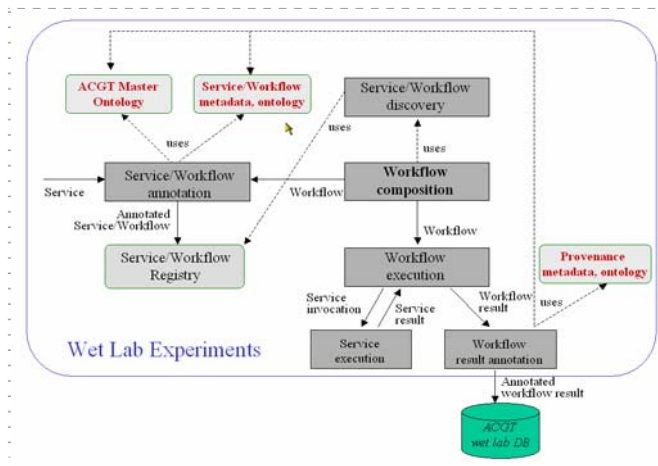 ACGT Master
Ontology
Service/Workflow
metadata, ontology
Service/Workflow
discovery
uses
uses
uses
Service/Workflow
annotation
Workflow
composition
Service
Workflow
Annotated
Service/Workflow
Workflow
Service/Workflow
Registry
Workflow
execution
Provenance
metadata, ontology
Service
invocation
Service
result
Workflow
result
uses
Wet Lab Experiments
Service
execution
Workflow
result annotation
Annotated
workflow result
ACGT
wet lab DB